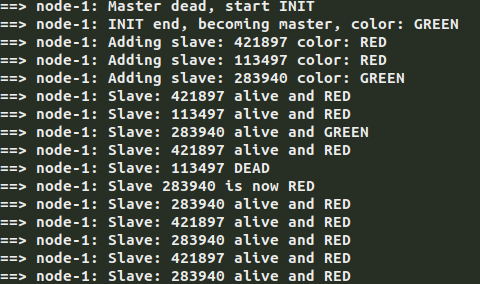 ==> node-1: Master dead, start INIT
==> node-1: INIT end, becoming master, color: GREEN
==> node-1: Adding slave: 421897 color: RED
==> node-1: Adding slave: 113497 color: RED
==> node-1: Adding slave: 283940 color: GREEN
==> node-1: Slave: 421897 alive and RED
==> node-1: Slave: 113497 alive and RED
==> node-1: Slave: 283940 alive and GREEN
==> node-1: Slave: 421897 alive and RED
==> node-1: Slave: 113497 DEAD
==> node-1: Slave 283940 is now RED
==> node-1: Slave: 283940 alive and RED
==> node-1: Slave: 421897 alive and RED
==> node-1: Slave: 283940 alive and RED
==> node-1: Slave: 421897 alive and RED
==> node-1: Slave: 283940 alive and RED